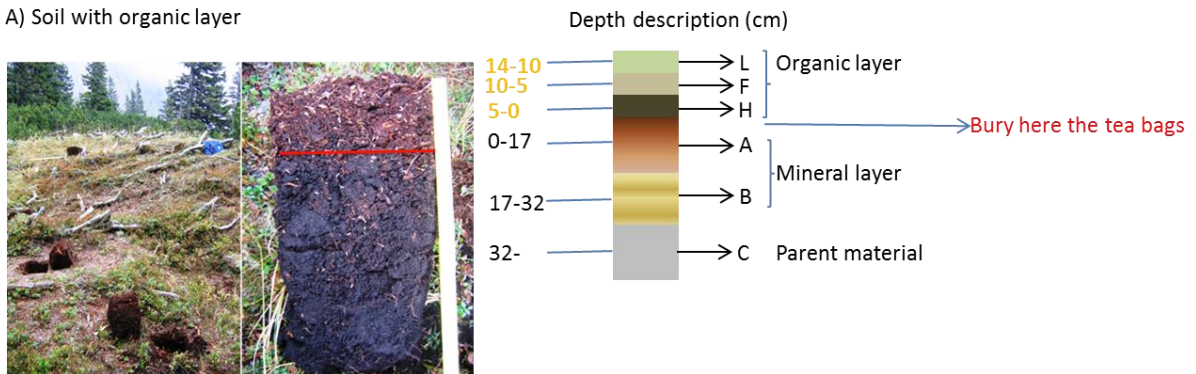 A) Soil with organic layer
Depth description (cm)
14-10
L
Organic layer
10-5
F
5-0
H
Bury here the tea bags
0-17
A
Mineral layer
17-32
B
32-
C
Parent material